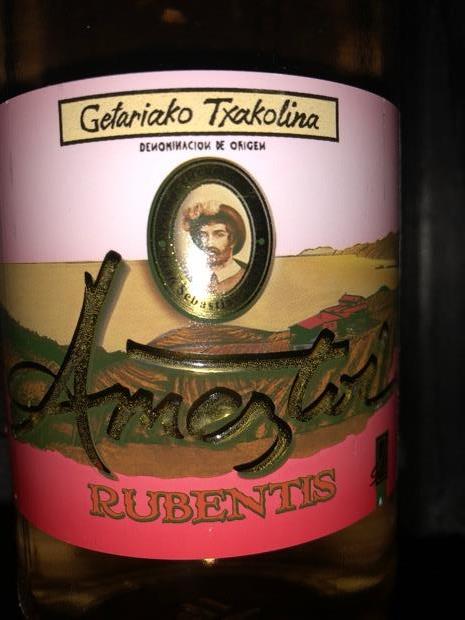 Getariako Txakolina
DENOMINACION DE ORIGEN
Ameztoi
RUBENTIS